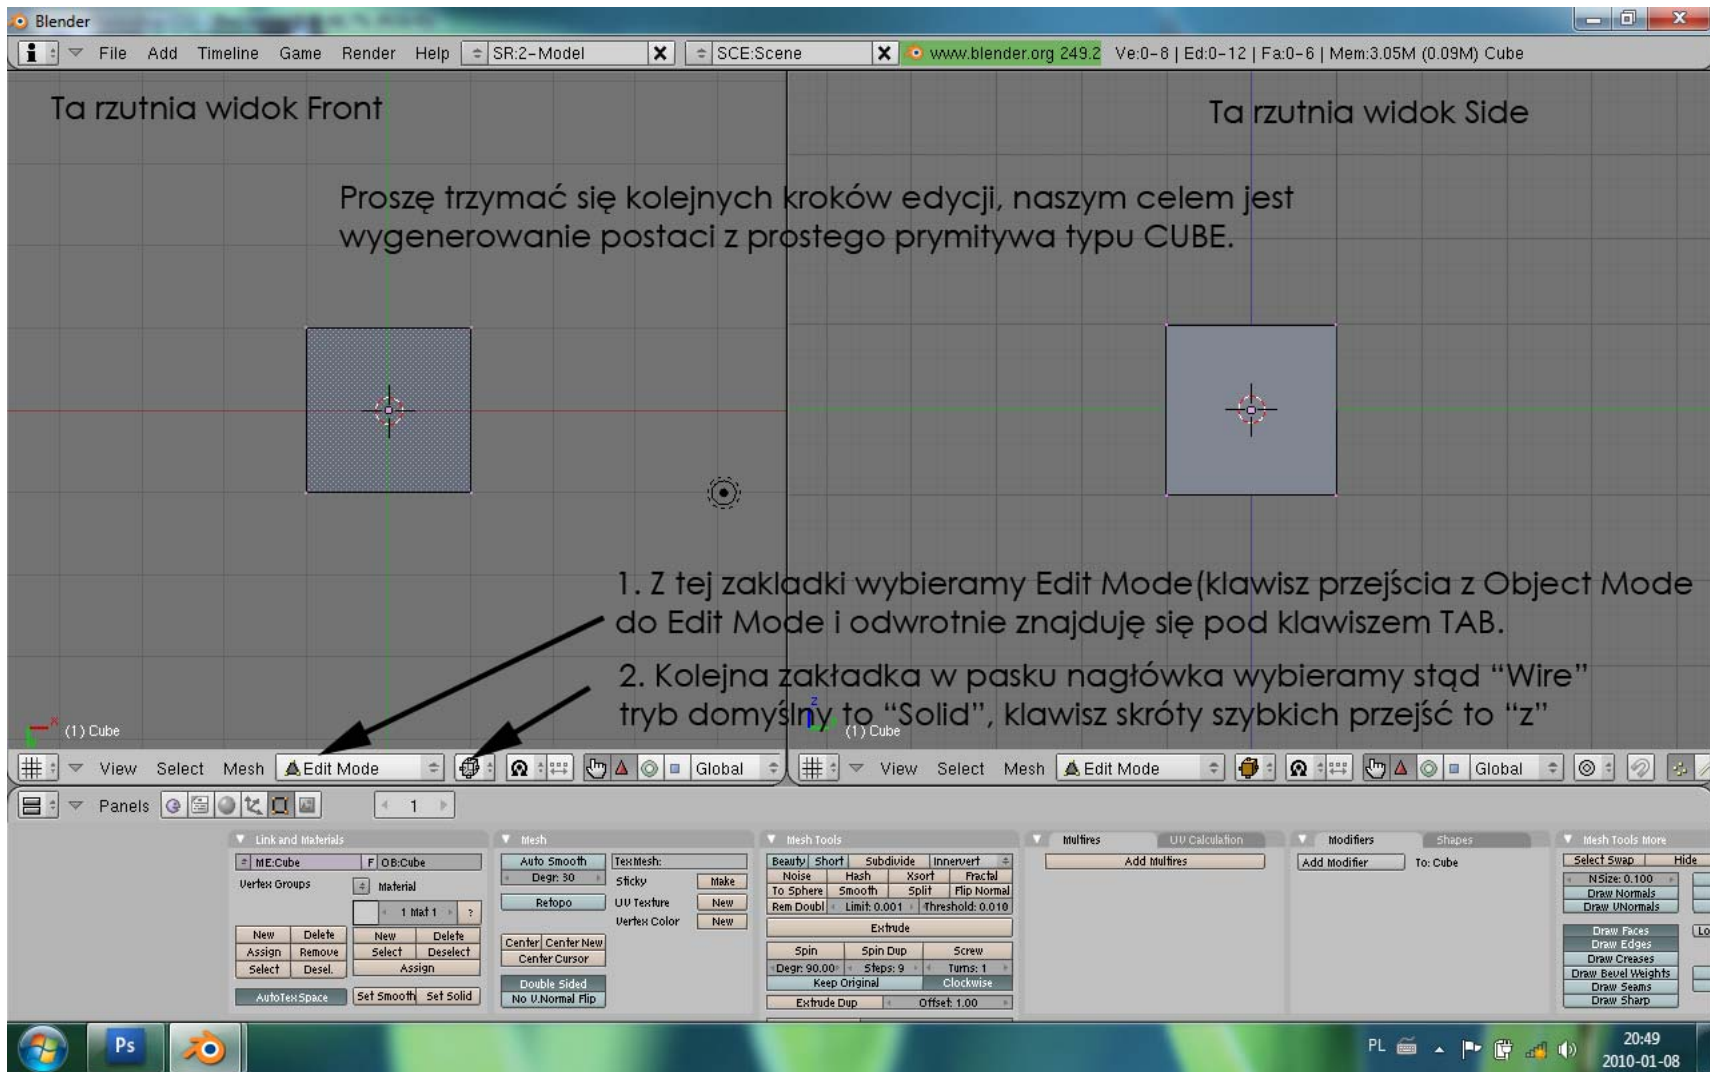 Blender
File Add Timeline Game Render Help SR:2-Model X SCE:Scene X www.blender.org 249.2 Ve:0-8 | Ed:0-12 | Fa:0-6 | Mem:3.05M (0.09M) Cube
Ta rzutnia widok Front
Ta rzutnia widok Side
Proszę trzymać się kolejnych kroków edycji, naszym celem jest
wygenerowanie postaci z prostego prymitywa typu CUBE.
1. Z tej zakladki wybieramy Edit Mode(klawisz przejścia z Object Mode
do Edit Mode i odwrotnie znajduję się pod klawiszem TAB.
2. Kolejna zakładka w pasku nagłówka wybieramy stąd “Wire”
tryb domyślny to “Solid”, klawisz skróty szybkich przejść to “z”
x
(1) Cube
z
(1) Cube
View Select Mesh Edit Mode Global
View Select Mesh Edit Mode Global
Panels 1
Link and Materials
ME:Cube F OB:Cube
Vertex Groups
Material
1 Mat 1 ?
New Delete New Delete
Assign Remove Select Deselect
Select Desel. Assign
AutoTexSpace Set Smooth Set Solid
Mesh
Auto Smooth TexMesh:
Degr: 30 Sticky Make
Retopo UV Texture New
Vertex Color New
Center Center New
Center Cursor
Double Sided
No V.Normal Flip
Mesh Tools
Beauty Short Subdivide Innervert
Noise Hash Xsort Fractal
To Sphere Smooth Split Flip Normal
Rem Doubl Limit: 0.001 Threshold: 0.010
Extrude
Spin Spin Dup Screw
Degr: 90.00 Steps: 9 Turns: 1
Keep Original Clockwise
Extrude Dup Offset: 1.00
Multires UV Calculation
Add Multires
Modifiers Shapes
Add Modifier To: Cube
Mesh Tools More
Select Swap Hide
NSize: 0.100
Draw Normals
Draw VNormals
Draw Faces Lo
Draw Edges
Draw Creases
Draw Bevel Weights
Draw Seams
Draw Sharp
Ps
PL
20:49
2010-01-08